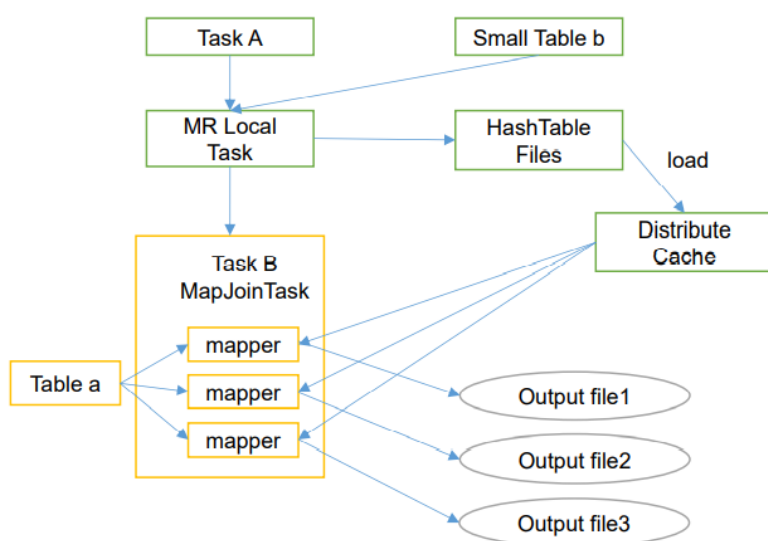 Task A
Small Table b
MR Local
Task
HashTable
Files
load
Distribute
Cache
Task B
MapJoinTask
mapper
Table a
mapper
mapper
Output file1
Output file2
Output file3